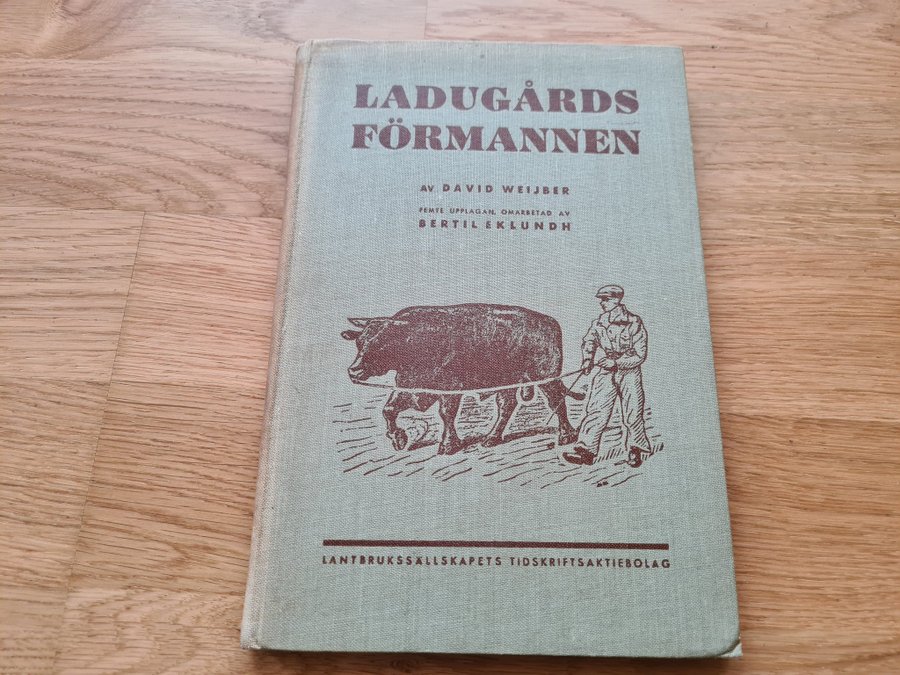 LADUGÅRDS
FÖRMANNEN
AV DAVID WEIJBER
FEMTE UPPLAGAN, OMARBETAD AV
BERTIL EKLUNDH
LANTBRUKSSÄLLSKAPETS TIDSKRIFTSAKTIEBOLAG